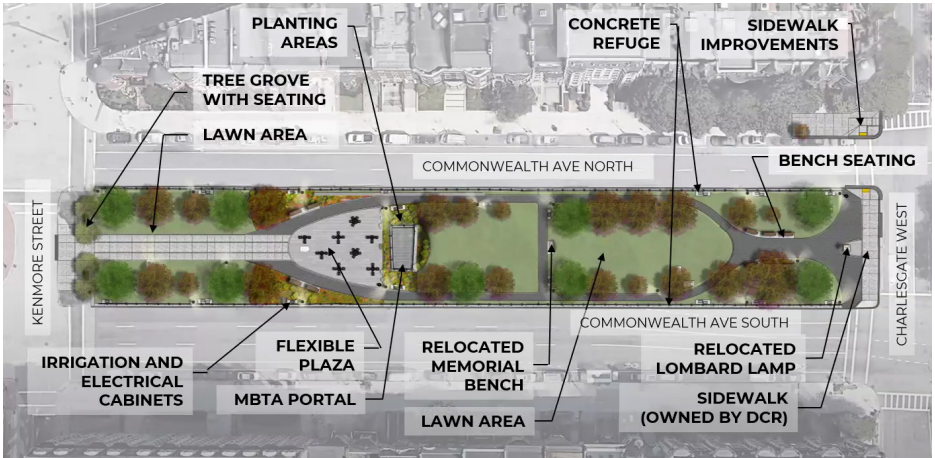 PLANTING
AREAS
CONCRETE
REFUGE
SIDEWALK
IMPROVEMENTS
TREE GROVE
WITH SEATING
LAWN AREA
COMMONWEALTH AVE NORTH
BENCH SEATING
KENMORE STREET
CHARLESGATE WEST
COMMONWEALTH AVE SOUTH
IRRIGATION AND
ELECTRICAL
CABINETS
FLEXIBLE
PLAZA
MBTA PORTAL
RELOCATED
MEMORIAL
BENCH
LAWN AREA
RELOCATED
LOMBARD LAMP
SIDEWALK
(OWNED BY DCR)